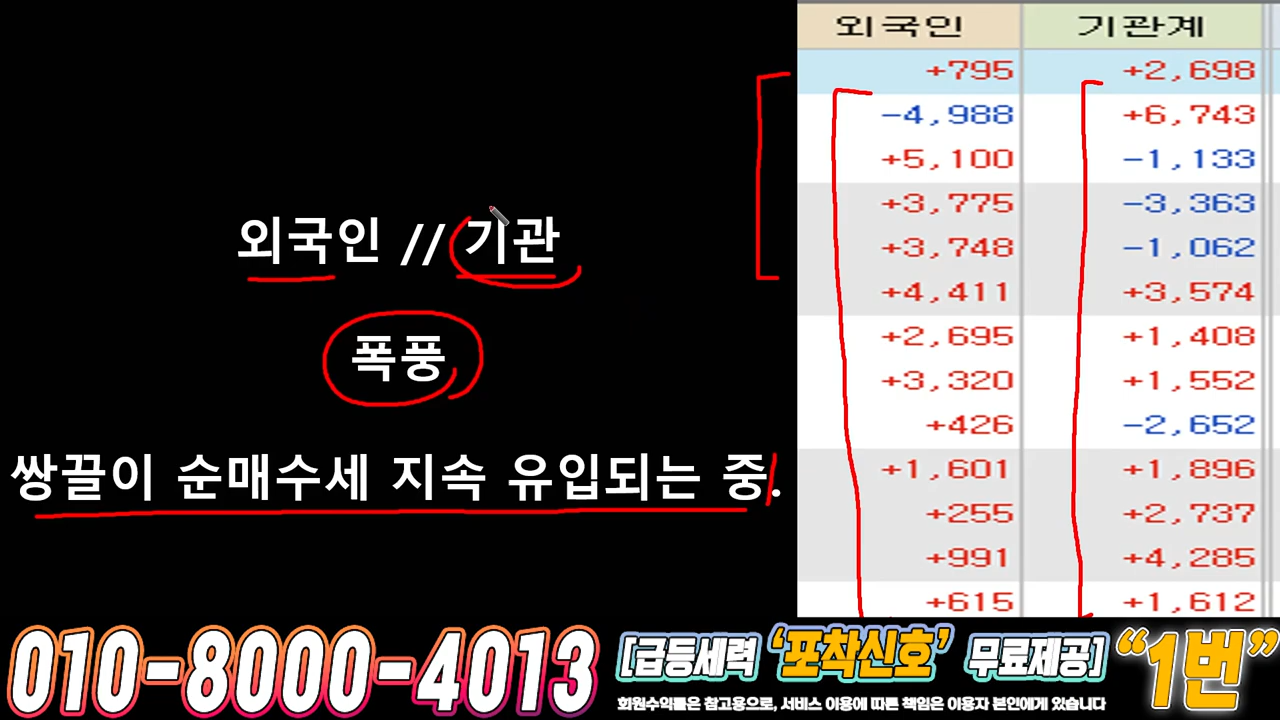 외국인 // 기관
폭풍
쌍끌이 순매수세 지속 유입되는 중.
외국인 기관계
+795 +2,698
-4,988 +6,743
+5,100 -1,133
+3,775 -3,363
+3,748 -1,062
+4,411 +3,574
+2,695 +1,408
+3,320 +1,552
+426 -2,652
+1,601 +1,896
+255 +2,737
+991 +4,285
+615 +1,612
010-8000-4013 [급등세력 '포착신호' 무료제공] "1번"
회원수익률은 참고용으로, 서비스 이용에 따른 책임은 이용자 본인에게 있습니다